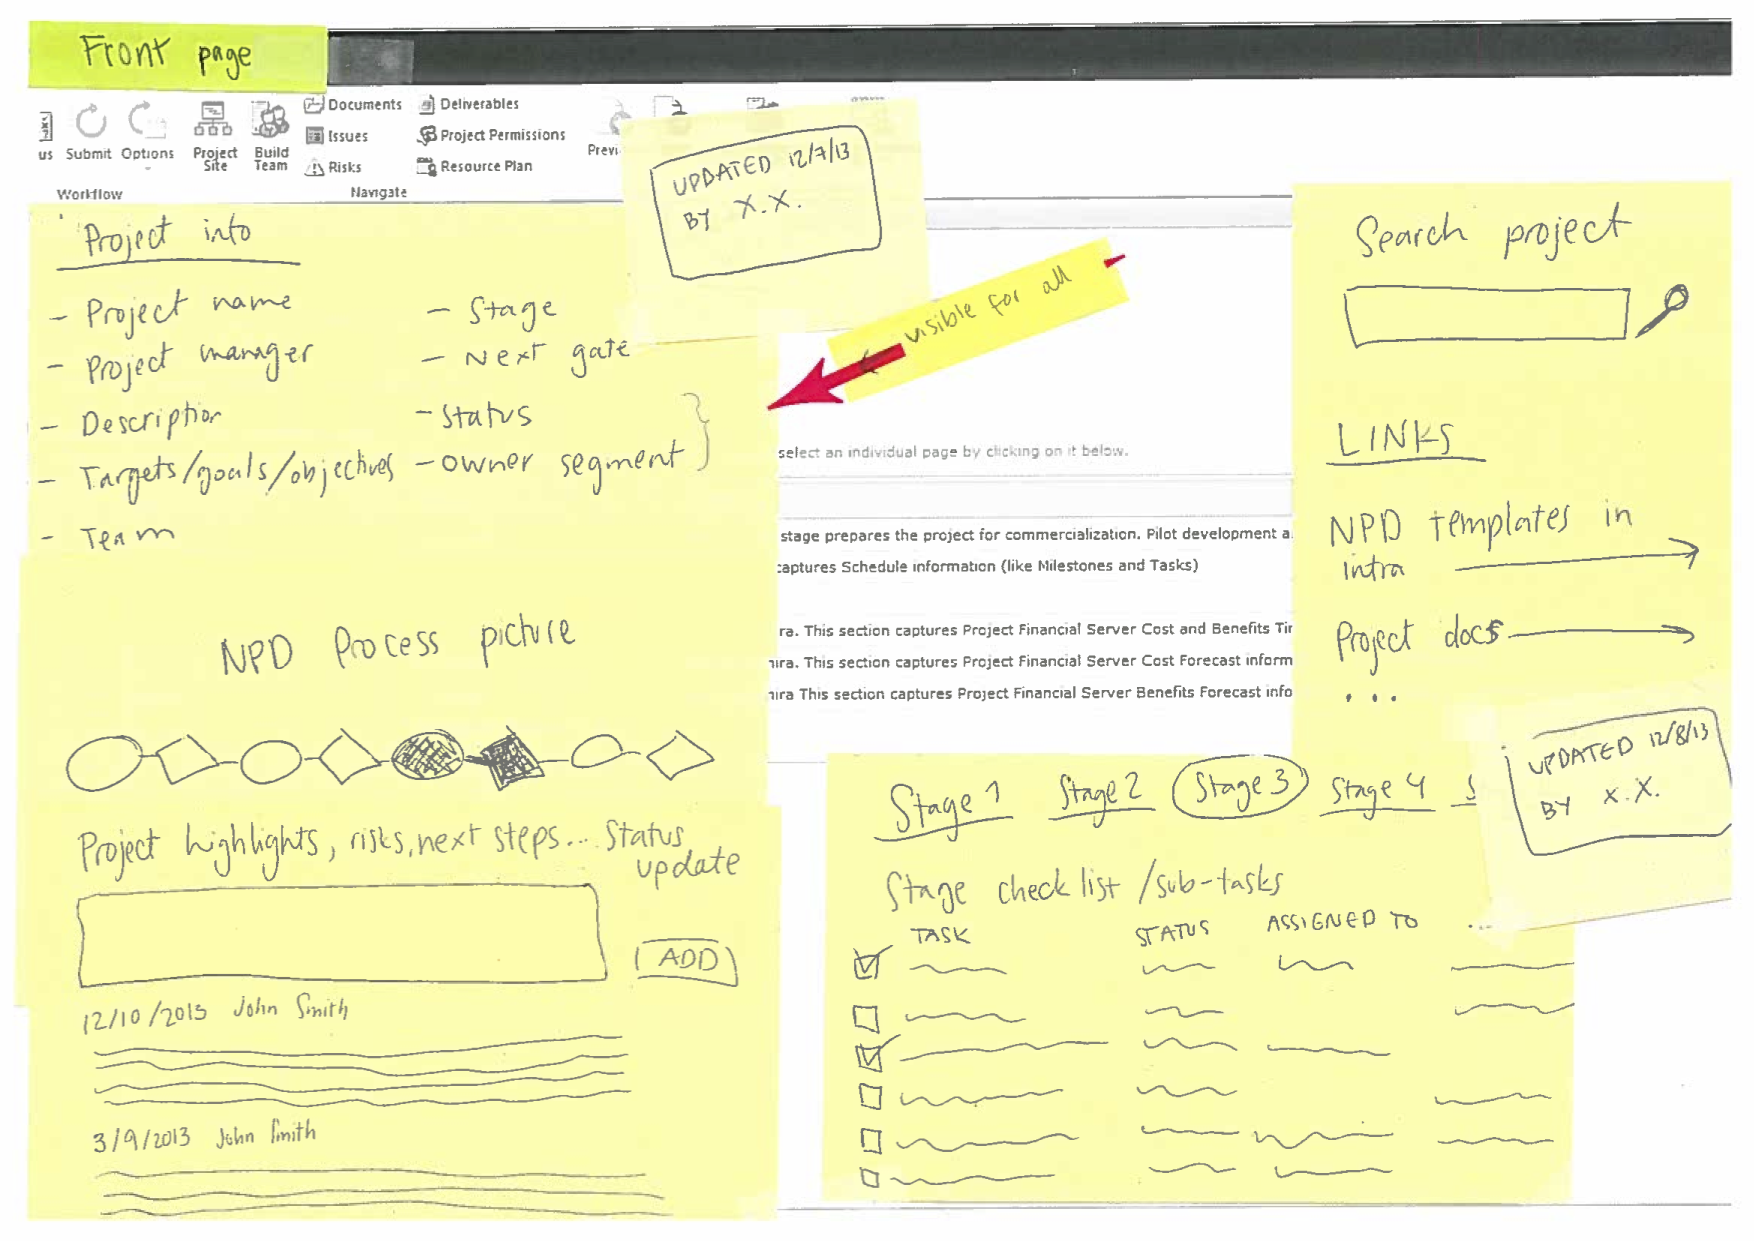 Front page
Documents
Deliverables
Issues
Project Permissions
us Submit Options Project Site Build Team
Risks
Resource Plan
Workflow
Navigate
UPDATED 12/7/13
BY X.X.
visible for all
Project info
- Project name
- Project manager
- Description
- Targets/goals/objectives
- Team
- Stage
- Next gate
- Status
- owner segment
Search project
LINKS
NPD templates in
intra
Project docs
...
select an individual page by clicking on it below.
stage prepares the project for commercialization. Pilot development a
captures Schedule information (like Milestones and Tasks)
ra. This section captures Project Financial Server Cost and Benefits
This section captures Project Financial Server Cost Forecast inform
This section captures Project Financial Server Benefits Forecast info
NPD Process picture
Project highlights, risks, next steps... Status
update
ADD
12/10/2013 John Smith
3/9/2013 John Smith
UPDATED 12/8/13
BY X.X.
Stage 1 Stage 2 Stage 3 Stage 4
Stage check list /sub-tasks
TASK STATUS ASSIGNED TO ...